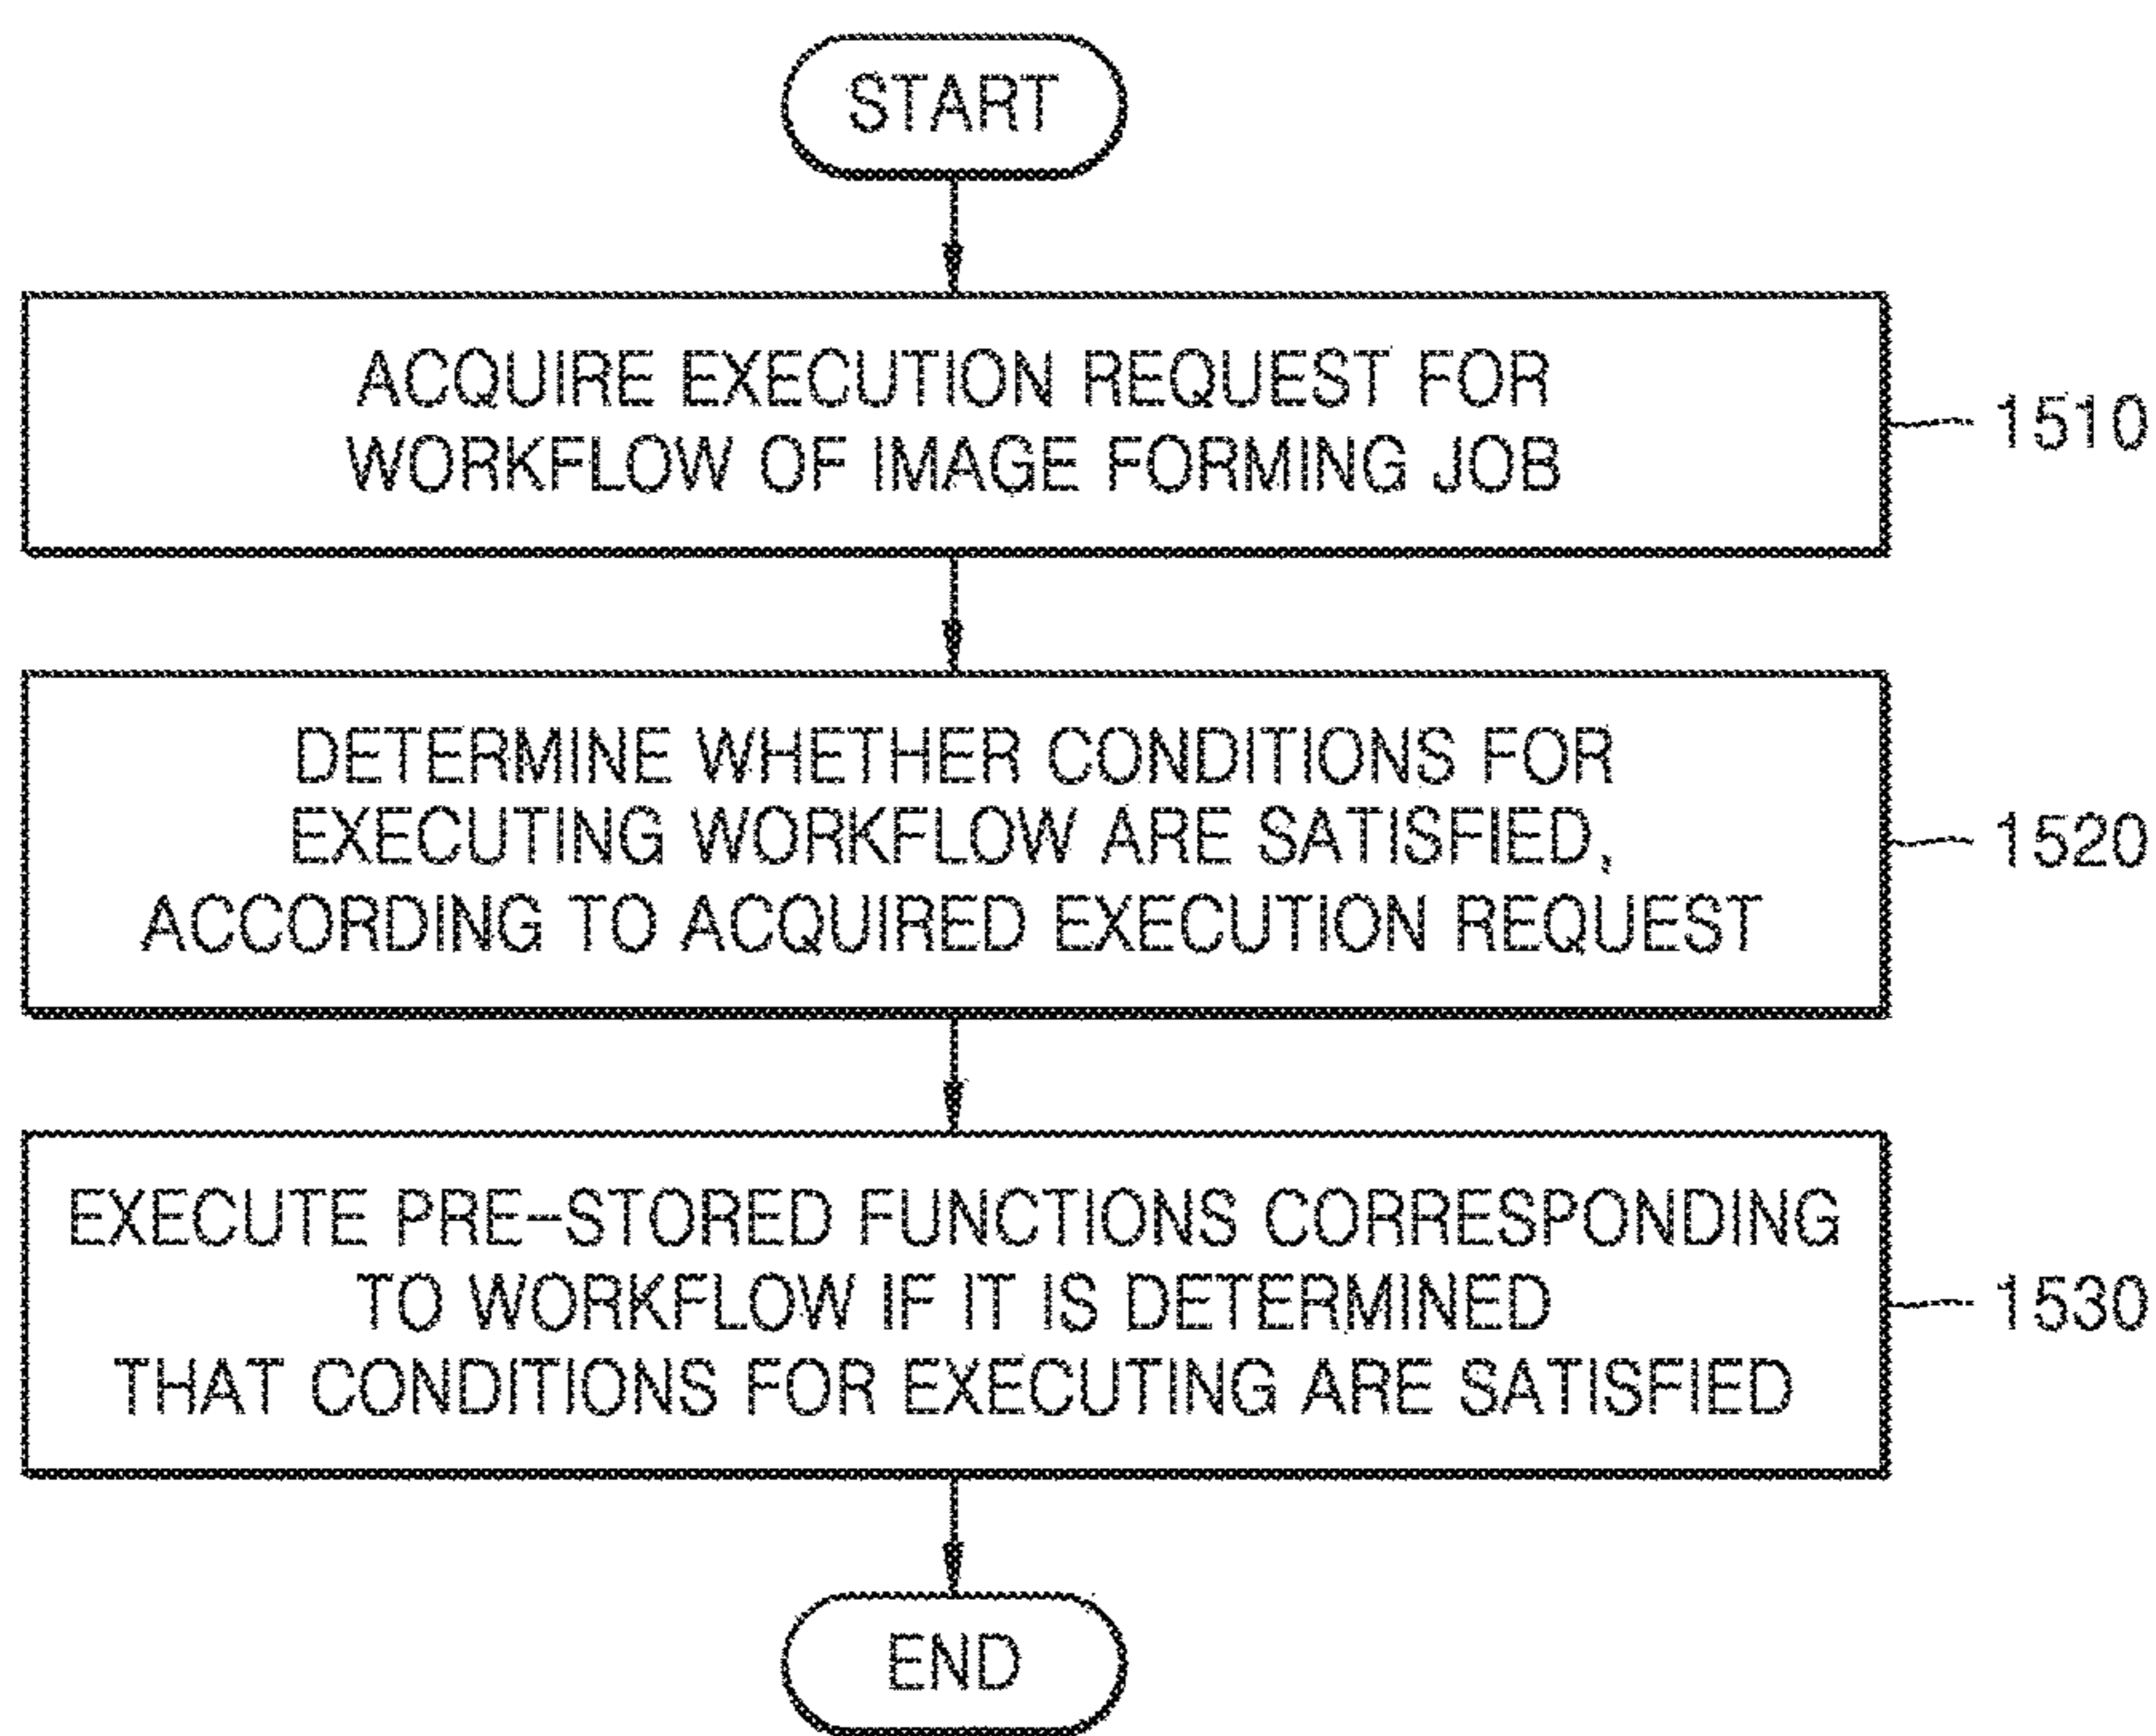 START
ACQUIRE EXECUTION REQUEST FOR
WORKFLOW OF IMAGE FORMING JOB
1510
DETERMINE WHETHER CONDITIONS FOR
EXECUTING WORKFLOW ARE SATISFIED,
ACCORDING TO ACQUIRED EXECUTION REQUEST
1520
EXECUTE PRE-STORED FUNCTIONS CORRESPONDING
TO WORKFLOW IF IT IS DETERMINED
THAT CONDITIONS FOR EXECUTING ARE SATISFIED
1530
END